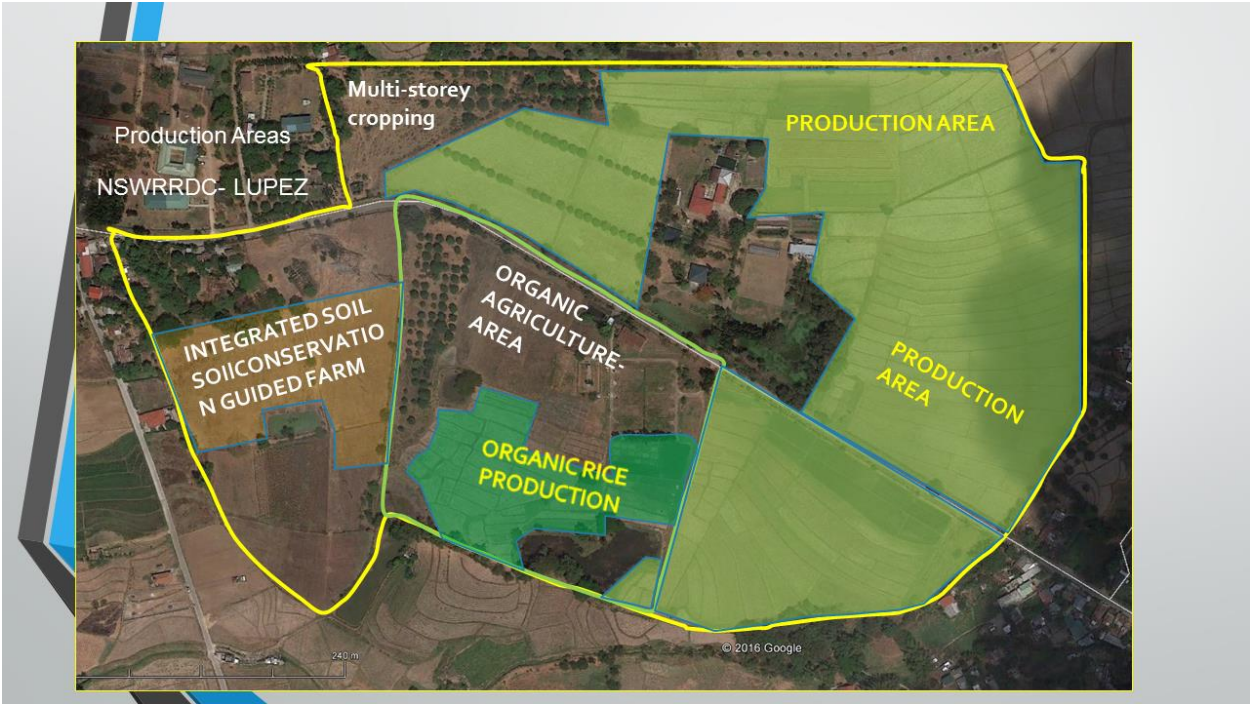 Multi-storey
cropping
Production Areas
NSWRRDC- LUPEZ
PRODUCTION AREA
ORGANIC
AGRICULTURE-
AREA
INTEGRATED SOIL
SOIlCONSERVATIO
N GUIDED FARM
PRODUCTION
AREA
ORGANIC RICE
PRODUCTION
© 2016 Google
240 m